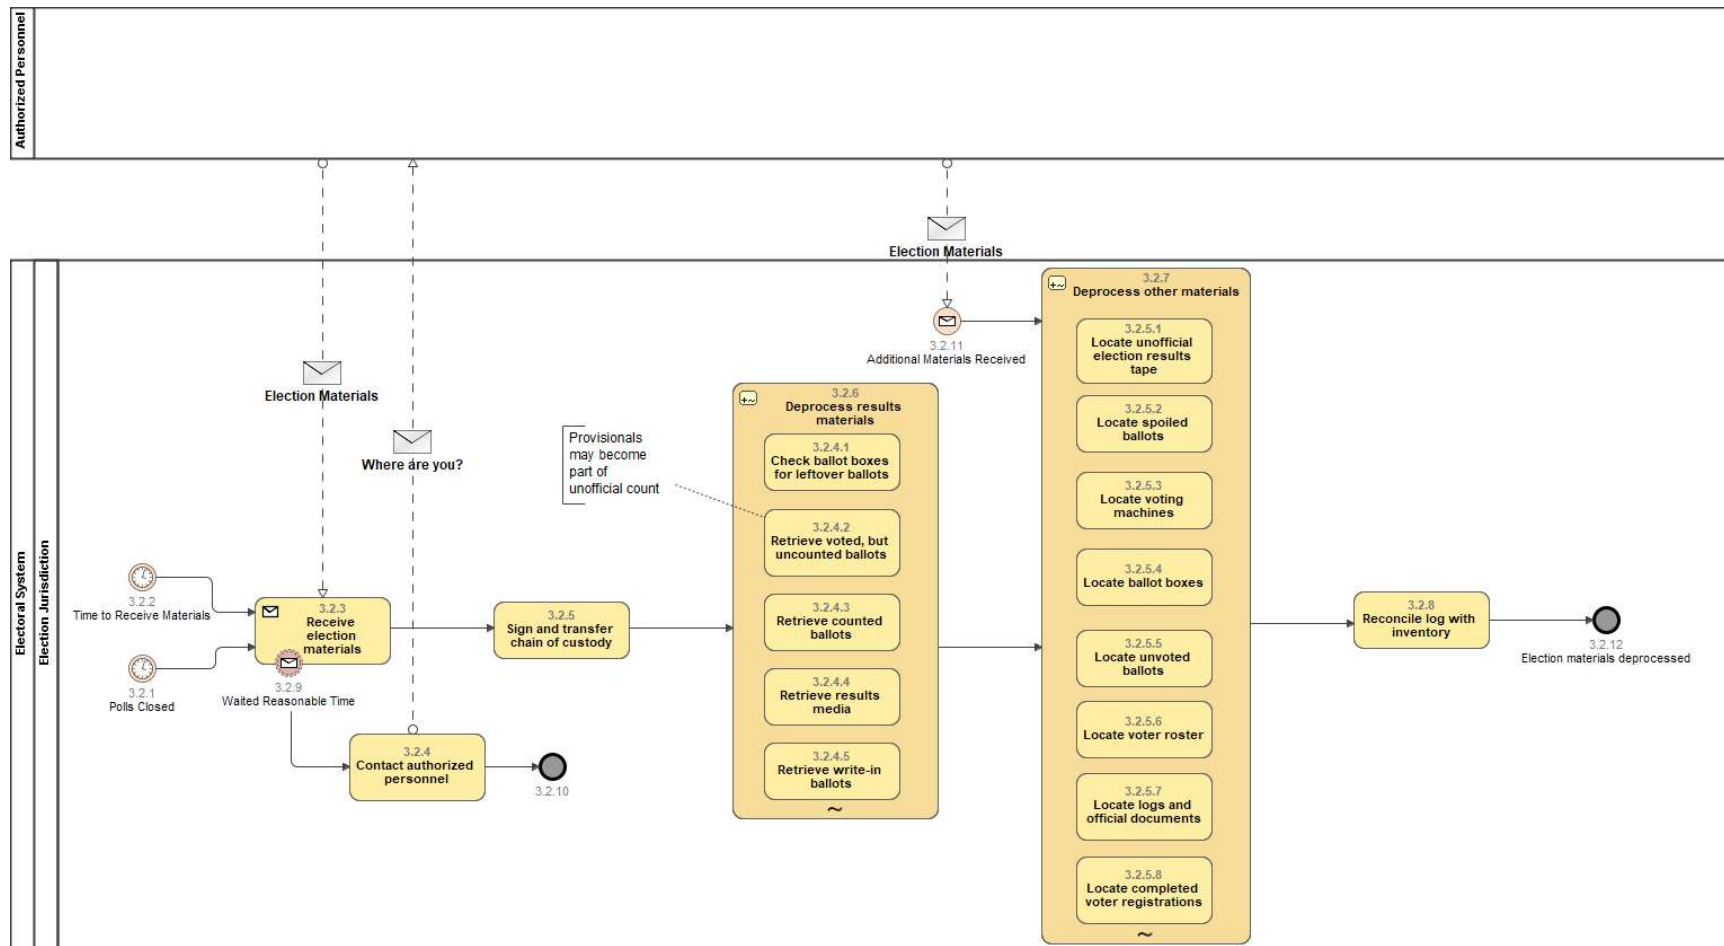 Authorized Personnel
Electoral System
Election Jurisdiction
Election Materials
Where are you?
Election Materials
3.2.2
Time to Receive Materials
3.2.1
Polls Closed
3.2.3
Receive
election
materials
3.2.9
Waited Reasonable Time
3.2.4
Contact authorized
personnel
3.2.10
3.2.5
Sign and transfer
chain of custody
Provisionals
may become
part of
unofficial count
3.2.6
Deprocess results
materials
3.2.4.1
Check ballot boxes
for leftover ballots
3.2.4.2
Retrieve voted, but
uncounted ballots
3.2.4.3
Retrieve counted
ballots
3.2.4.4
Retrieve results
media
3.2.4.5
Retrieve write-in
ballots
3.2.11
Additional Materials Received
3.2.7
Deprocess other materials
3.2.5.1
Locate unofficial
election results
tape
3.2.5.2
Locate spoiled
ballots
3.2.5.3
Locate voting
machines
3.2.5.4
Locate ballot boxes
3.2.5.5
Locate unvoted
ballots
3.2.5.6
Locate voter roster
3.2.5.7
Locate logs and
official documents
3.2.5.8
Locate completed
voter registrations
3.2.8
Reconcile log with
inventory
3.2.12
Election materials deprocessed